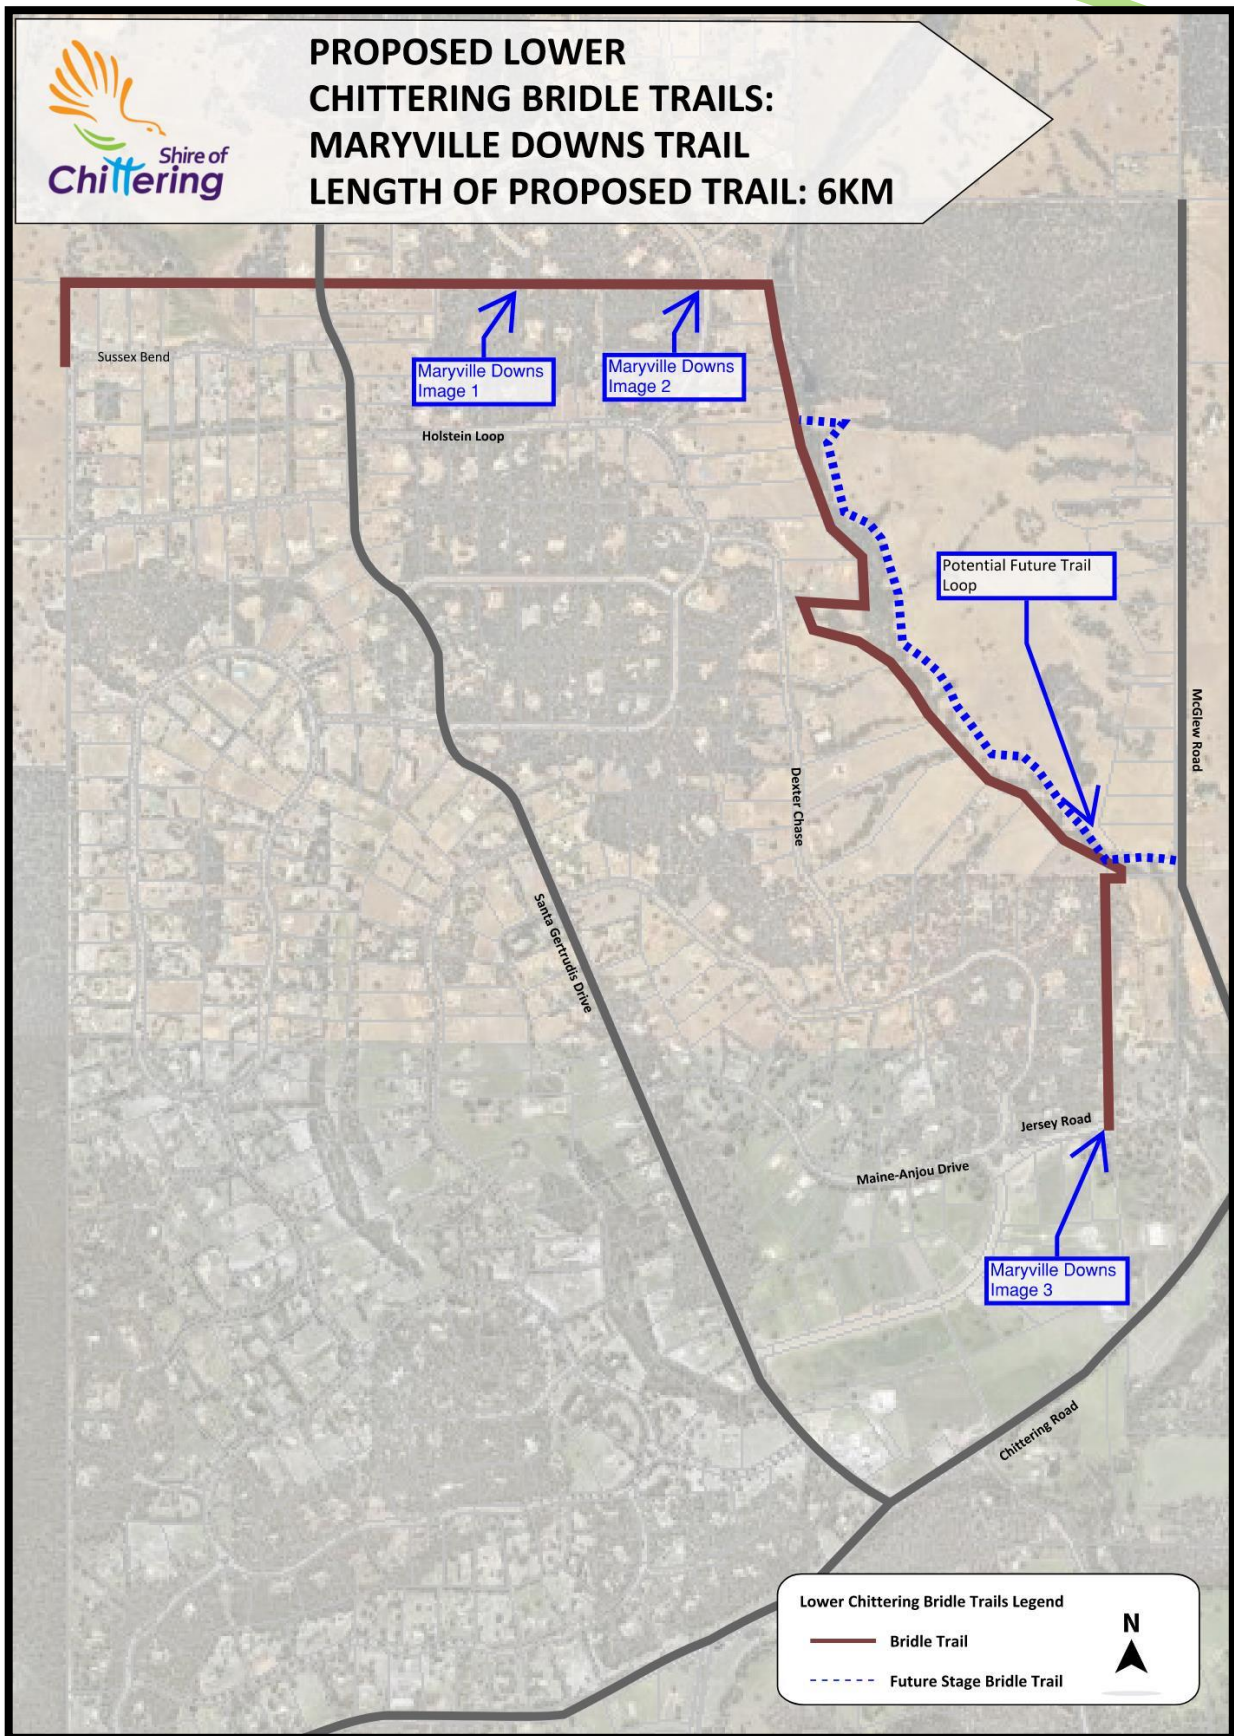 PROPOSED LOWER
CHITTERING BRIDLE TRAILS:
MARYVILLE DOWNS TRAIL
LENGTH OF PROPOSED TRAIL: 6KM
Shire of
Chittering
Sussex Bend
Maryville Downs
Image 1
Maryville Downs
Image 2
Holstein Loop
Potential Future Trail
Loop
McGlew Road
Dexter Chase
Santa Gertrudis Drive
Jersey Road
Maine-Anjou Drive
Maryville Downs
Image 3
Chittering Road
Lower Chittering Bridle Trails Legend
Bridle Trail
Future Stage Bridle Trail
N